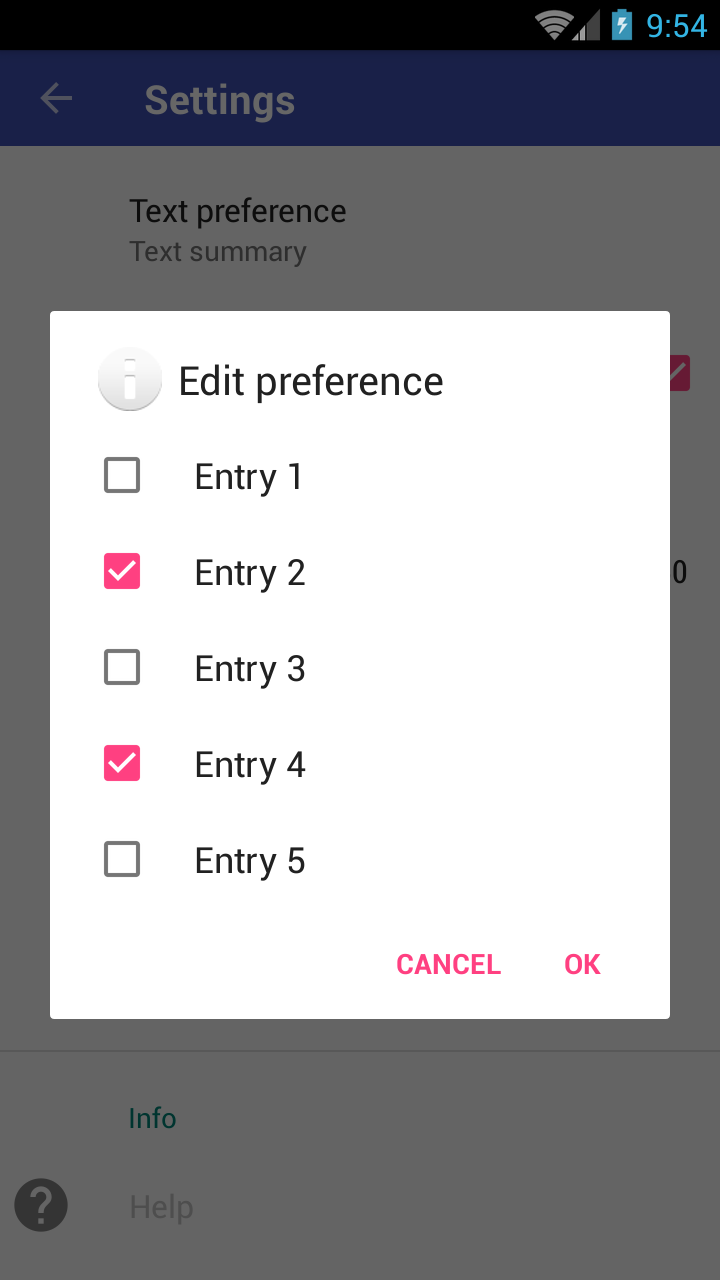 9:54
Settings
Text preference
Text summary
Edit preference
Entry 1
Entry 2
0
Entry 3
Entry 4
Entry 5
CANCEL OK
Info
Help